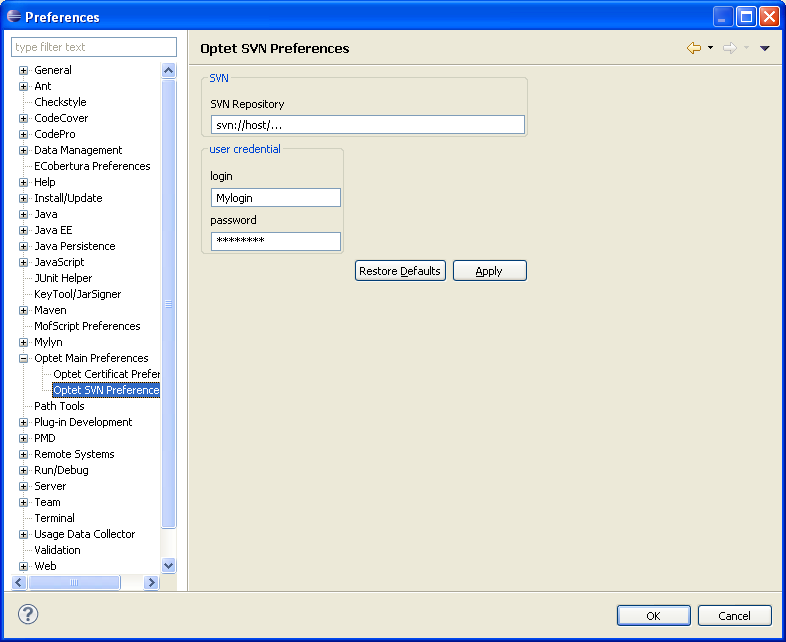 Preferences
type filter text
General
Ant
Checkstyle
CodeCover
CodePro
Data Management
ECobertura Preferences
Help
Install/Update
Java
Java EE
Java Persistence
JavaScript
JUnit Helper
KeyTool/JarSigner
Maven
MofScript Preferences
Mylyn
Optet Main Preferences
Optet Certificat Prefer
Optet SVN Preference
Path Tools
Plug-in Development
PMD
Remote Systems
Run/Debug
Server
Team
Terminal
Usage Data Collector
Validation
Web
Optet SVN Preferences
SVN
SVN Repository
svn://host/...
user credential
login
Mylogin
password
********
Restore Defaults Apply
?
OK Cancel